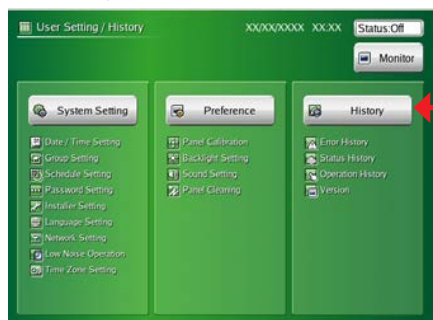 User Setting / History
XX/XX/XXXX XX:XX
Status:Off
Monitor
System Setting
Date / Time Setting
Group Setting
Schedule Setting
Password Setting
Installer Setting
Language Setting
Network Setting
Low Noise Operation
Time Zone Setting
Preference
Panel Calibration
Backlight Setting
Sound Setting
Panel Cleaning
History
Error History
Status History
Operation History
Version